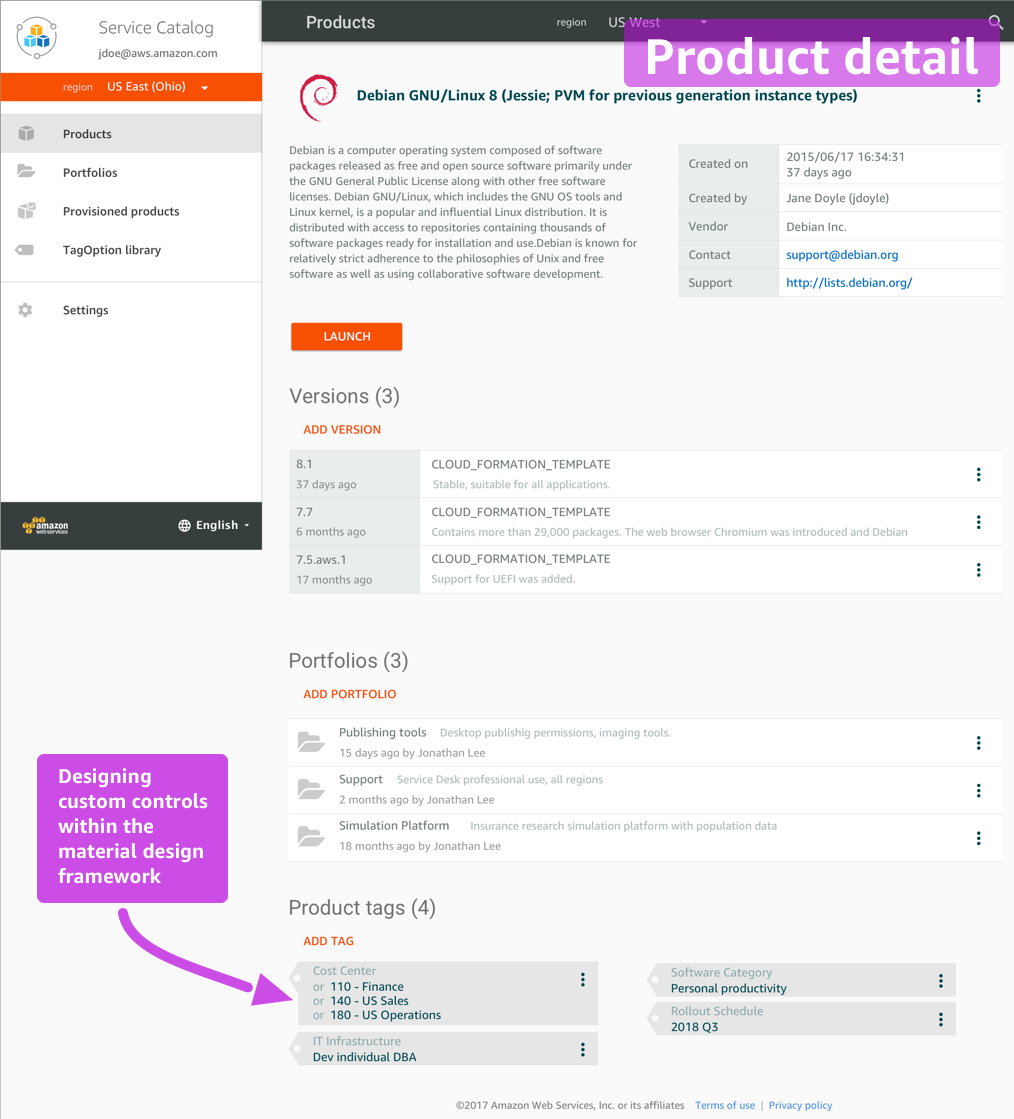 Service Catalog
jdoe@aws.amazon.com
region US East (Ohio)
Products
Portfolios
Provisioned products
TagOption library
Settings
amazon
webservices
English
Products
region US West
Product detail
Debian GNU/Linux 8 (Jessie; PVM for previous generation instance types)
Debian is a computer operating system composed of software
packages released as free and open source software primarily under
the GNU General Public License along with other free software
licenses. Debian GNU/Linux, which includes the GNU OS tools and
Linux kernel, is a popular and influential Linux distribution. It is
distributed with access to repositories containing thousands of
software packages ready for installation and use.Debian is known for
relatively strict adherence to the philosophies of Unix and free
software as well as using collaborative software development.
Created on 2015/06/17 16:34:31
37 days ago
Created by Jane Doyle (jdoyle)
Vendor Debian Inc.
Contact support@debian.org
Support http://lists.debian.org/
LAUNCH
Versions (3)
ADD VERSION
8.1 CLOUD_FORMATION_TEMPLATE
37 days ago Stable, suitable for all applications.
7.7 CLOUD_FORMATION_TEMPLATE
6 months ago Contains more than 29,000 packages. The web browser Chromium was introduced and Debian
7.5.aws.1 CLOUD_FORMATION_TEMPLATE
17 months ago Support for UEFI was added.
Portfolios (3)
ADD PORTFOLIO
Publishing tools Desktop publishig permissions, imaging tools.
15 days ago by Jonathan Lee
Support Service Desk professional use, all regions
2 months ago by Jonathan Lee
Simulation Platform Insurance research simulation platform with population data
18 months ago by Jonathan Lee
Designing
custom controls
within the
material design
framework
Product tags (4)
ADD TAG
Cost Center
or 110 - Finance
or 140 - US Sales
or 180 - US Operations
IT Infrastructure
Dev individual DBA
Software Category
Personal productivity
Rollout Schedule
2018 Q3
©2017 Amazon Web Services, Inc. or its affiliates Terms of use | Privacy policy